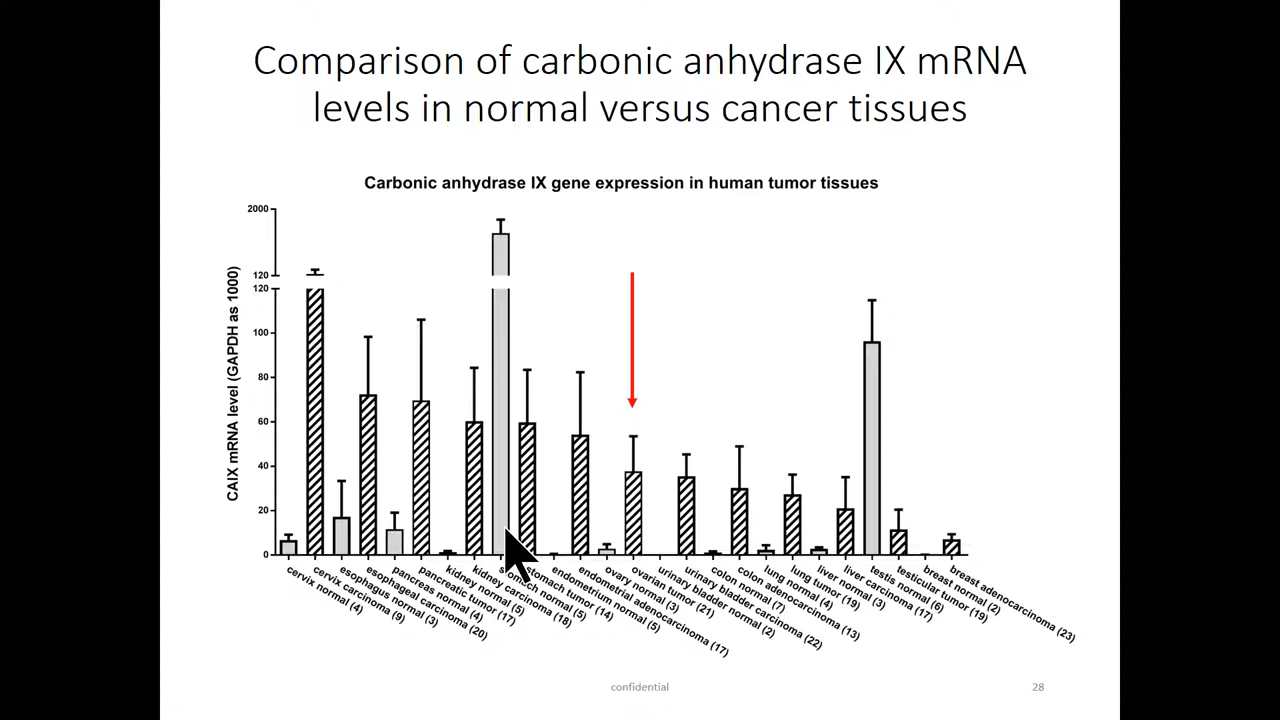 Comparison of carbonic anhydrase IX mRNA
levels in normal versus cancer tissues
Carbonic anhydrase IX gene expression in human tumor tissues
CAIX mRNA level (GAPDH as 1000)
2000
120
120
100
80
60
40
20
0
cervix normal (4)
cervix carcinoma (9)
esophagus normal (3)
esophageal carcinoma (20)
pancreas normal (4)
pancreatic tumor (17)
kidney normal (5)
kidney carcinoma (18)
stomach normal (5)
stomach tumor (14)
endometrium normal (5)
endometrial adenocarcinoma (17)
ovary normal (3)
ovarian tumor (21)
urinary bladder normal (2)
urinary bladder carcinoma (22)
colon normal (7)
colon adenocarcinoma (13)
lung normal (4)
lung tumor (19)
liver normal (3)
liver carcinoma (17)
testis normal (6)
testicular tumor (19)
breast normal (2)
breast adenocarcinoma (23)
confidential
28